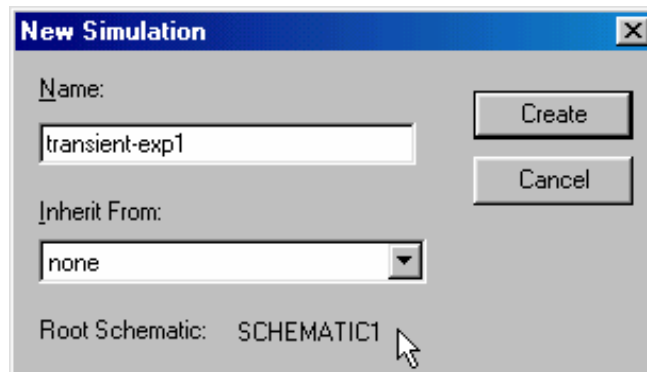 New Simulation
Name:
Create
transient-exp1
Cancel
Inherit From:
none
Root Schematic: SCHEMATIC1